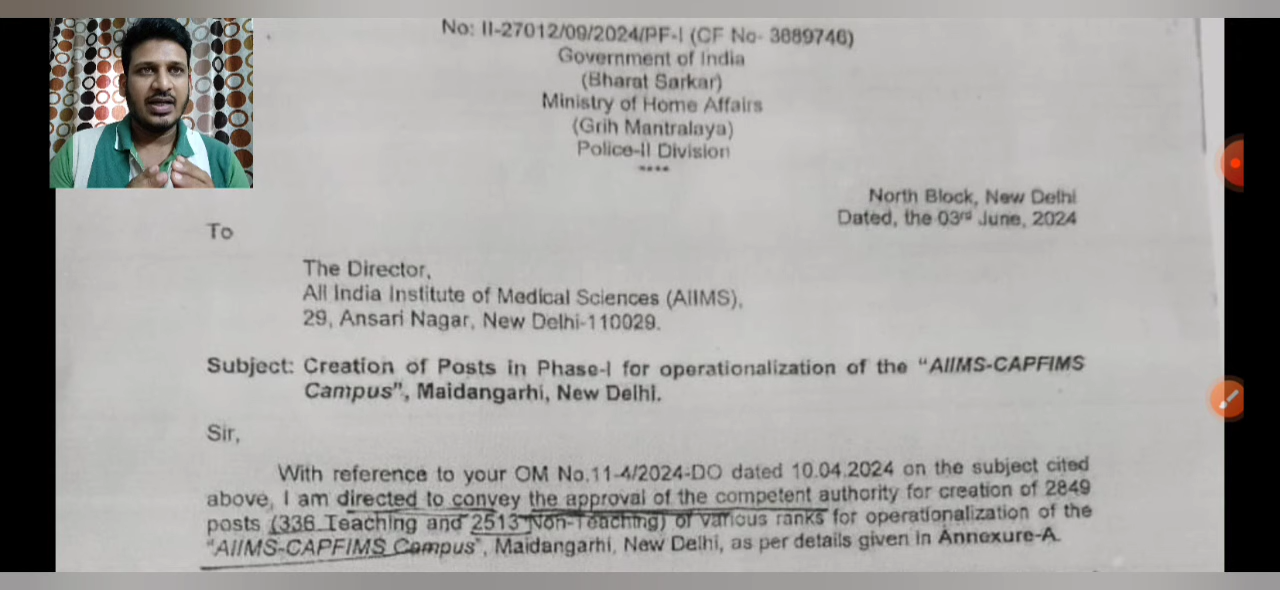 No: II-27012/09/2024/PF-I (CF No- 3689746)
Government of India
(Bharat Sarkar)
Ministry of Home Affairs
(Grih Mantralaya)
Police-II Division
****
North Block, New Delhi
Dated, the 03rd June, 2024
To
The Director,
All India Institute of Medical Sciences (AIIMS),
29, Ansari Nagar, New Delhi-110029.
Subject: Creation of Posts in Phase-I for operationalization of the “AIIMS-CAPFIMS
Campus”, Maidangarhi, New Delhi.
Sir,
With reference to your OM No.11-4/2024-DO dated 10.04.2024 on the subject cited
above, I am directed to convey the approval of the competent authority for creation of 2849
posts (336 Teaching and 2513 Non-Teaching) of various ranks for operationalization of the
“AIIMS-CAPFIMS Campus”, Maidangarhi, New Delhi, as per details given in Annexure-A.